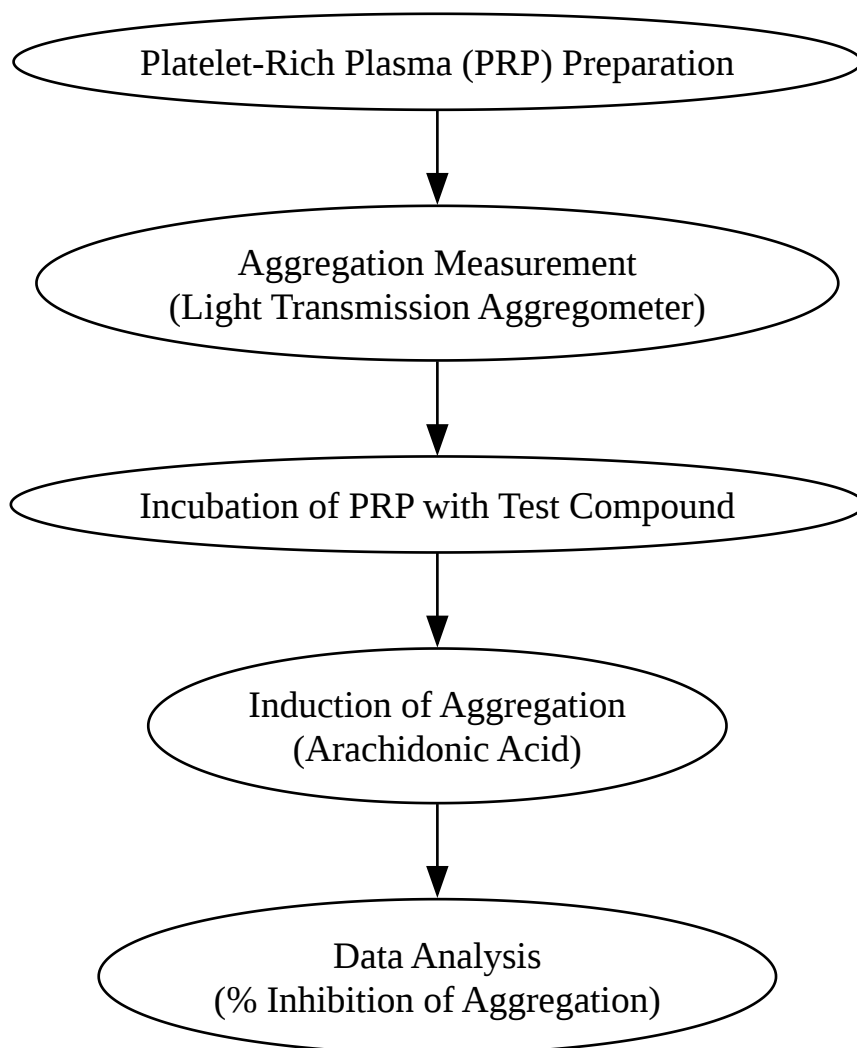 Platelet-Rich Plasma (PRP) Preparation
Aggregation Measurement
(Light Transmission Aggregometer)
Incubation of PRP with Test Compound
Induction of Aggregation
(Arachidonic Acid)
Data Analysis
(% Inhibition of Aggregation)